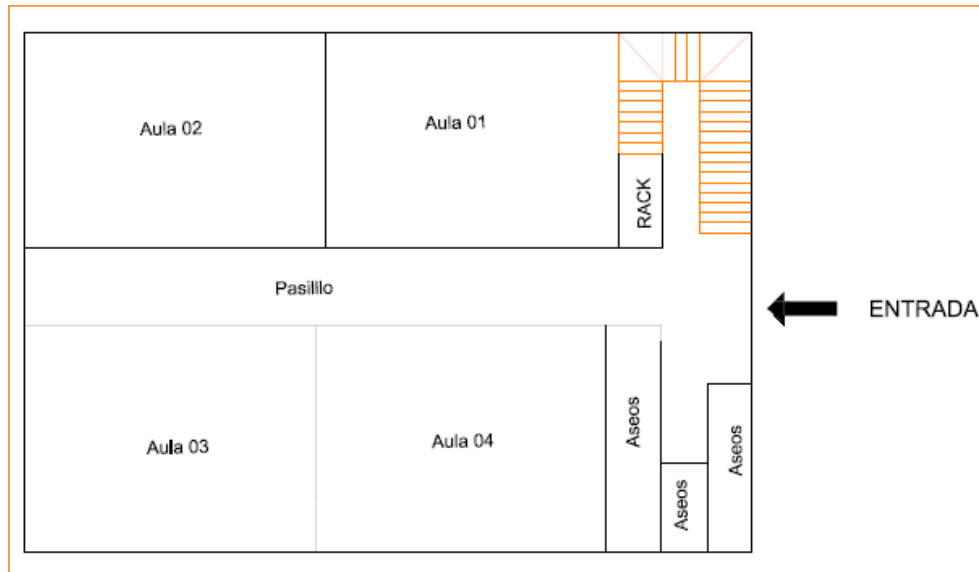 Aula 02
Aula 01
RACK
Pasillo
ENTRADA
Aula 03
Aula 04
Aseos
Aseos
Aseos